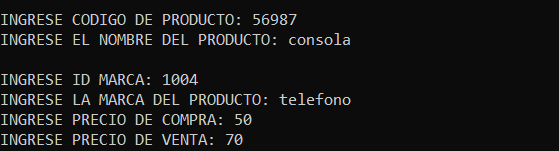 INGRESE CODIGO DE PRODUCTO: 56987
INGRESE EL NOMBRE DEL PRODUCTO: consola
INGRESE ID MARCA: 1004
INGRESE LA MARCA DEL PRODUCTO: telefono
INGRESE PRECIO DE COMPRA: 50
INGRESE PRECIO DE VENTA: 70